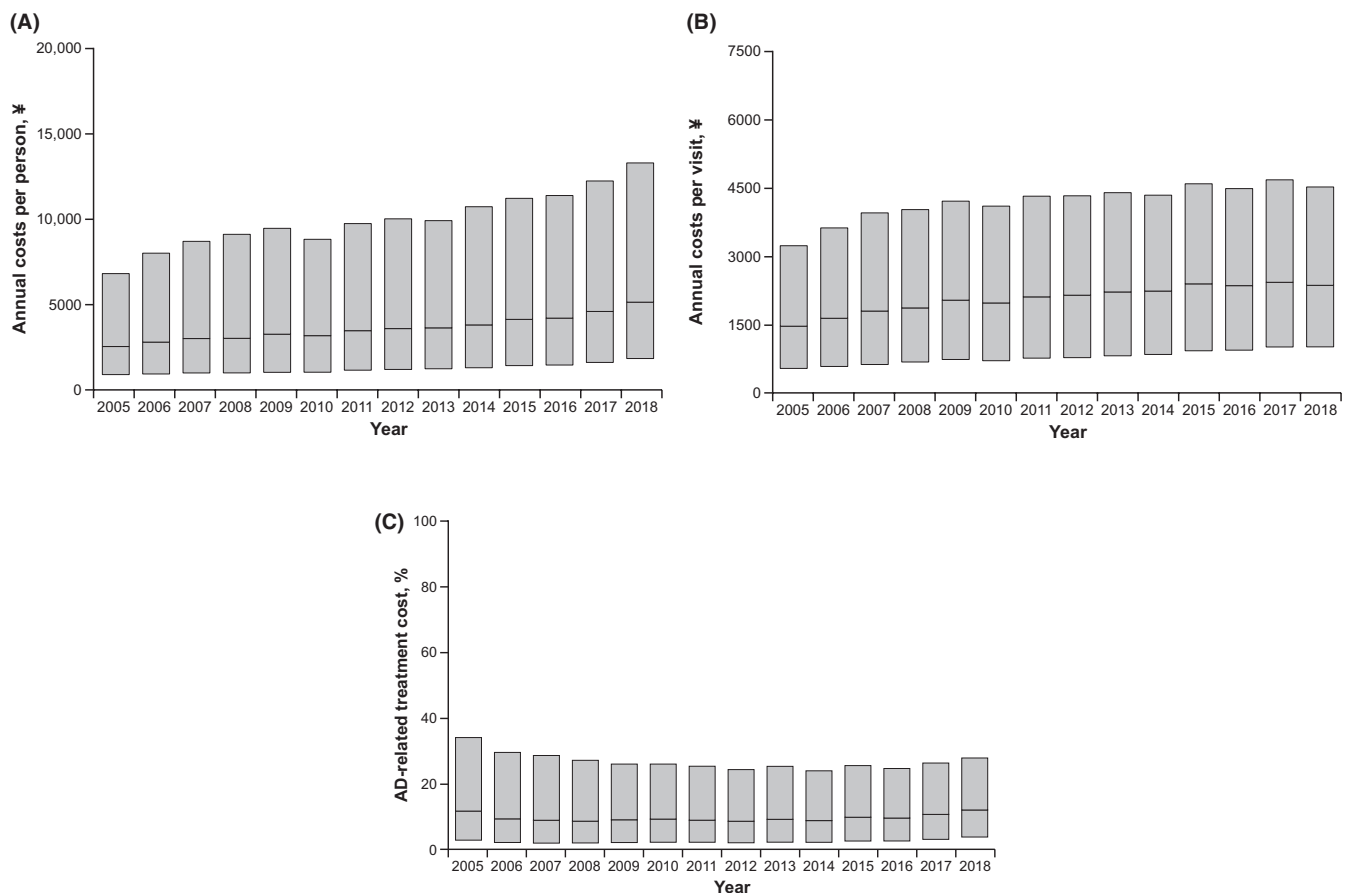 (A)
20,000
15,000
10,000
5000
0
Annual costs per person, ¥
2005 2006 2007 2008 2009 2010 2011 2012 2013 2014 2015 2016 2017 2018
Year
(B)
7500
6000
4500
3000
1500
0
Annual costs per visit, ¥
2005 2006 2007 2008 2009 2010 2011 2012 2013 2014 2015 2016 2017 2018
Year
(C)
100
80
60
40
20
0
AD-related treatment cost, %
2005 2006 2007 2008 2009 2010 2011 2012 2013 2014 2015 2016 2017 2018
Year